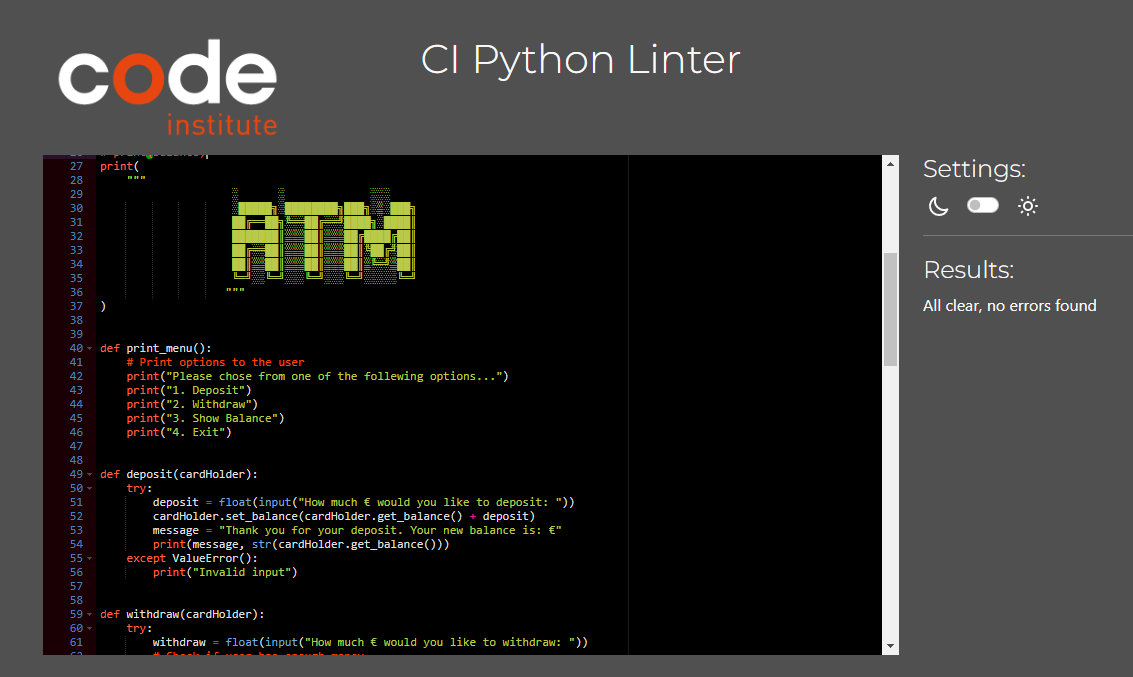 code
institute
CI Python Linter
27 print(
28 """
29
30
31
32
33
34
35
36 """
37 )
38
39
40 def print_menu():
41 # Print options to the user
42 print("Please chose from one of the follewing options...")
43 print("1. Deposit")
44 print("2. Withdraw")
45 print("3. Show Balance")
46 print("4. Exit")
47
48
49 def deposit(cardHolder):
50 try:
51 deposit = float(input("How much € would you like to deposit: "))
52 cardHolder.set_balance(cardHolder.get_balance() + deposit)
53 message = "Thank you for your deposit. Your new balance is: €"
54 print(message, str(cardHolder.get_balance()))
55 except ValueError():
56 print("Invalid input")
57
58
59 def withdraw(cardHolder):
60 try:
61 withdraw = float(input("How much € would you like to withdraw: "))
Settings:
Results:
All clear, no errors found